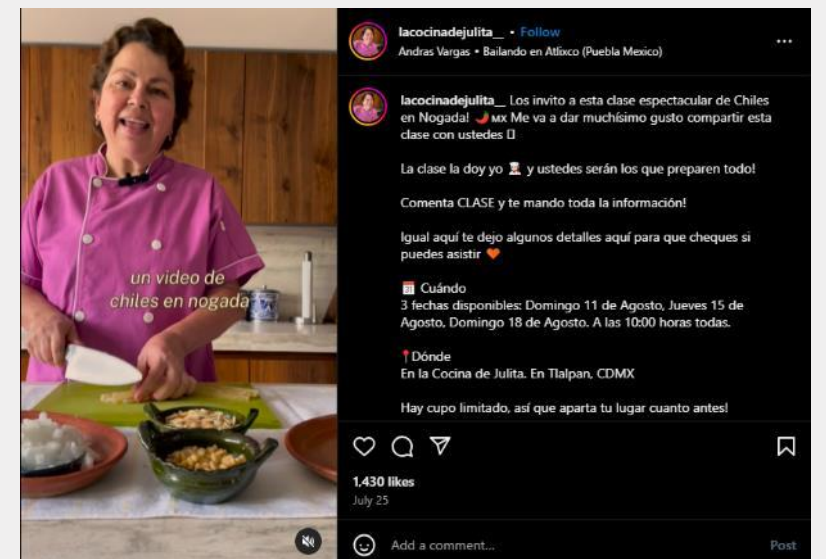 lacocinadejulita__ • Follow
Andras Vargas • Bailando en Atlixco (Puebla Mexico)
lacocinadejulita__ Los invito a esta clase espectacular de Chiles
en Nogada! 🌶️ MX Me va a dar muchísimo gusto compartir esta
clase con ustedes
La clase la doy yo 👩🏻‍🍳 y ustedes serán los que preparen todo!
Comenta CLASE y te mando toda la información!
Igual aquí te dejo algunos detalles aquí para que cheques si
puedes asistir ❤️
📅 Cuándo
3 fechas disponibles: Domingo 11 de Agosto, Jueves 15 de
Agosto, Domingo 18 de Agosto. A las 10:00 horas todas.
📍Dónde
En la Cocina de Julita. En Tlalpan, CDMX
Hay cupo limitado, así que aparta tu lugar cuanto antes!
1,430 likes
July 25
Add a comment...
Post
un video de
chiles en nogada